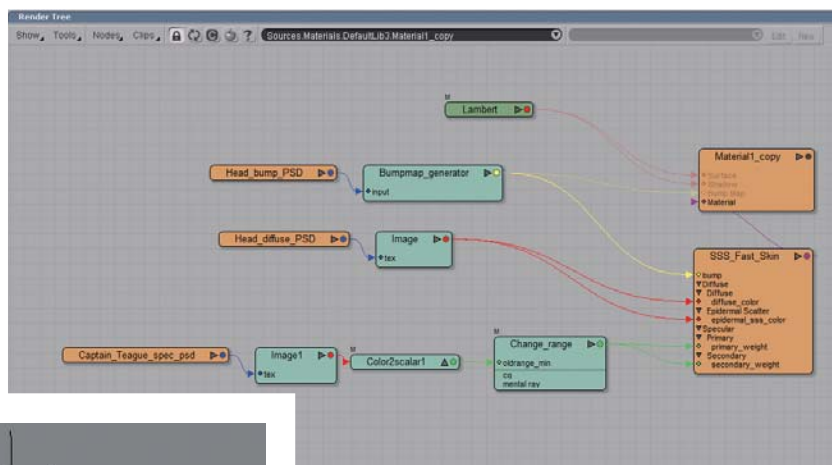 Render Tree
Show Tools Nodes Clips ? Sources.Materials.DefaultLib3.Material1_copy Edit New
M
Lambert
Material1_copy
Surface
Shadow
Bump Map
Material
Head_bump_PSD
Bumpmap_generator
input
Head_diffuse_PSD
Image
tex
SSS_Fast_Skin
bump
Diffuse
Diffuse
diffuse_color
Epidermal Scatter
epidermal_sss_color
Specular
Primary
primary_weight
Secondary
secondary_weight
Captain_Teague_spec_psd
Image1
tex
M
Color2scalar1
M
Change_range
oldrange_min
mental ray